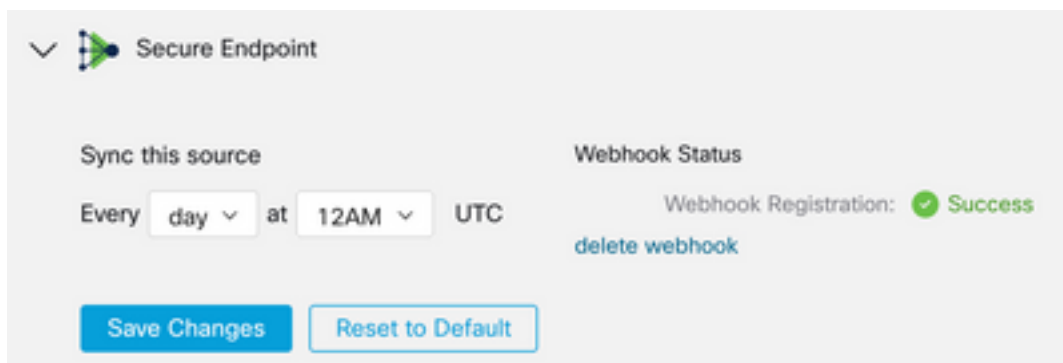 Secure Endpoint
Sync this source
Every day at 12AM UTC
Webhook Status
Webhook Registration: Success
delete webhook
Save Changes
Reset to Default